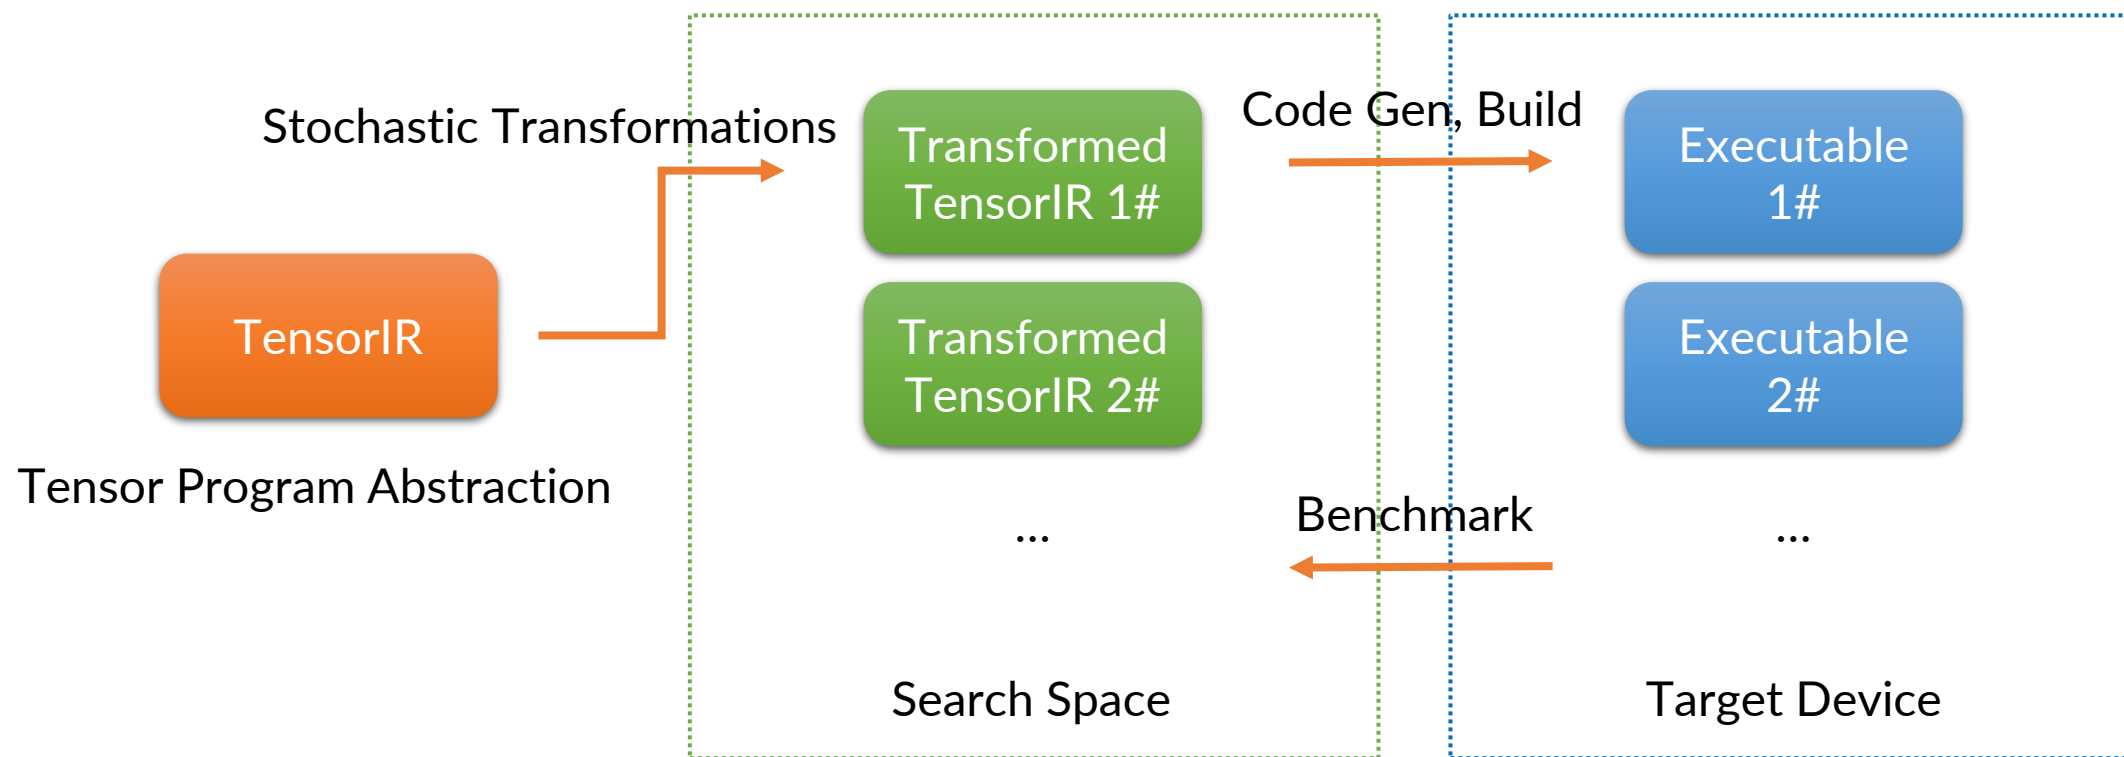 Stochastic Transformations
TensorIR
Tensor Program Abstraction
Transformed
TensorIR 1#
Transformed
TensorIR 2#
...
Search Space
Code Gen, Build
Benchmark
Executable
1#
Executable
2#
...
Target Device